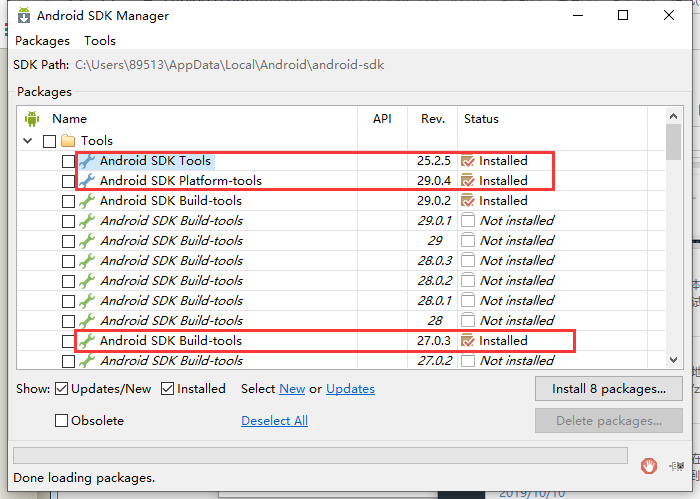 Android SDK Manager
Packages Tools
SDK Path: C:\Users\89513\AppData\Local\Android\android-sdk
Packages
Name API Rev. Status
Tools
Android SDK Tools 25.2.5 Installed
Android SDK Platform-tools 29.0.4 Installed
Android SDK Build-tools 29.0.2 Installed
Android SDK Build-tools 29.0.1 Not installed
Android SDK Build-tools 29 Not installed
Android SDK Build-tools 28.0.3 Not installed
Android SDK Build-tools 28.0.2 Not installed
Android SDK Build-tools 28.0.1 Not installed
Android SDK Build-tools 28 Not installed
Android SDK Build-tools 27.0.3 Installed
Android SDK Build-tools 27.0.2 Not installed
Show: Updates/New Installed Select New or Updates Install 8 packages...
Obsolete Deselect All Delete packages...
Done loading packages.
2019/10/10